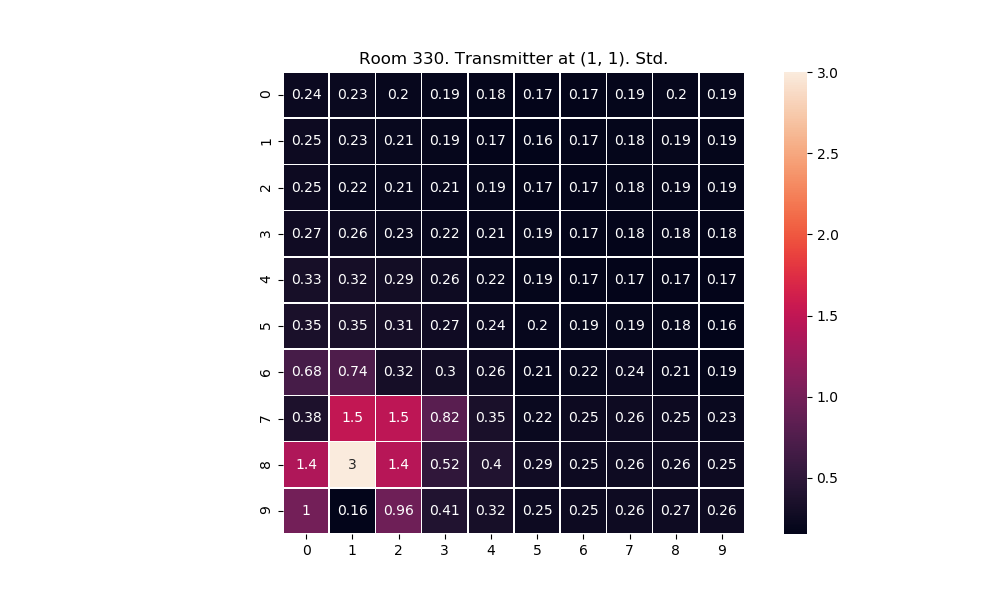 Room 330. Transmitter at (1, 1). Std.
0 0.24 0.23 0.2 0.19 0.18 0.17 0.17 0.19 0.2 0.19
1 0.25 0.23 0.21 0.19 0.17 0.16 0.17 0.18 0.19 0.19
2 0.25 0.22 0.21 0.21 0.19 0.17 0.17 0.18 0.19 0.19
3 0.27 0.26 0.23 0.22 0.21 0.19 0.17 0.18 0.18 0.18
4 0.33 0.32 0.29 0.26 0.22 0.19 0.17 0.17 0.17 0.17
5 0.35 0.35 0.31 0.27 0.24 0.2 0.19 0.19 0.18 0.16
6 0.68 0.74 0.32 0.3 0.26 0.21 0.22 0.24 0.21 0.19
7 0.38 1.5 1.5 0.82 0.35 0.22 0.25 0.26 0.25 0.23
8 1.4 3 1.4 0.52 0.4 0.29 0.25 0.26 0.26 0.25
9 1 0.16 0.96 0.41 0.32 0.25 0.25 0.26 0.27 0.26
0 1 2 3 4 5 6 7 8 9
3.0
2.5
2.0
1.5
1.0
0.5